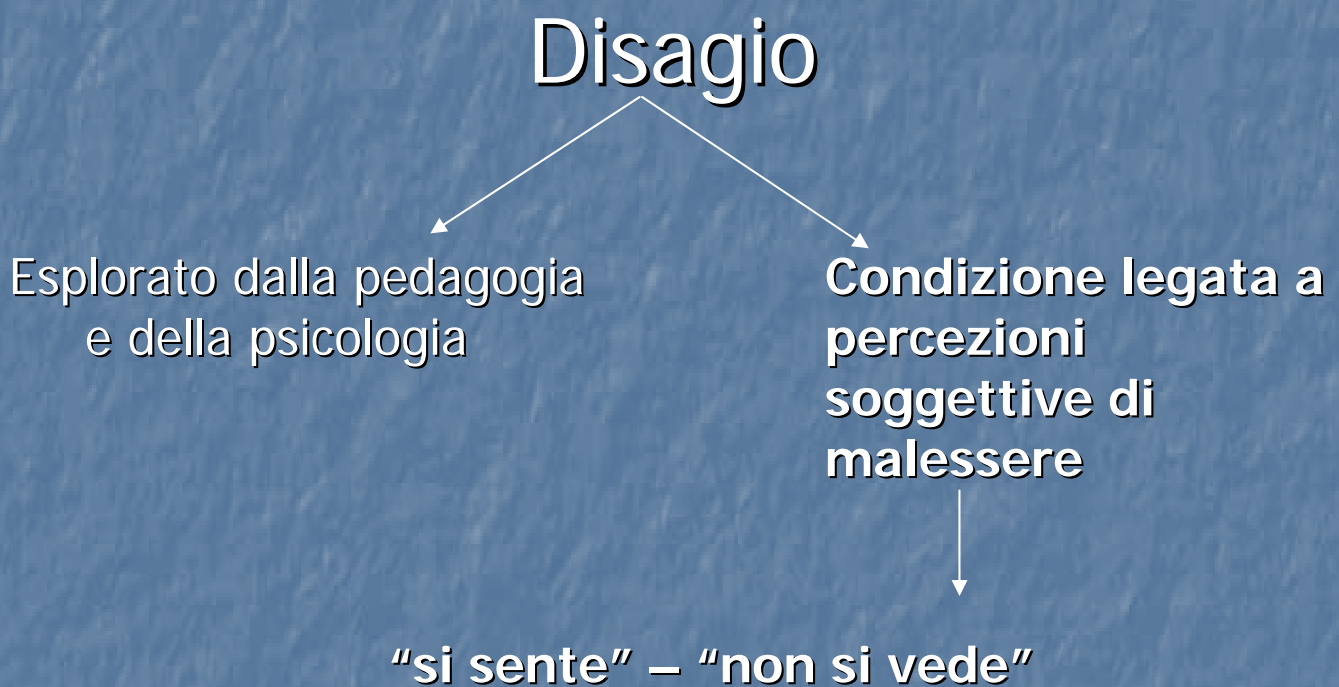 Disagio
Esplorato dalla pedagogia
e della psicologia
Condizione legata a
percezioni
soggettive di
malessere
“si sente” – “non si vede”